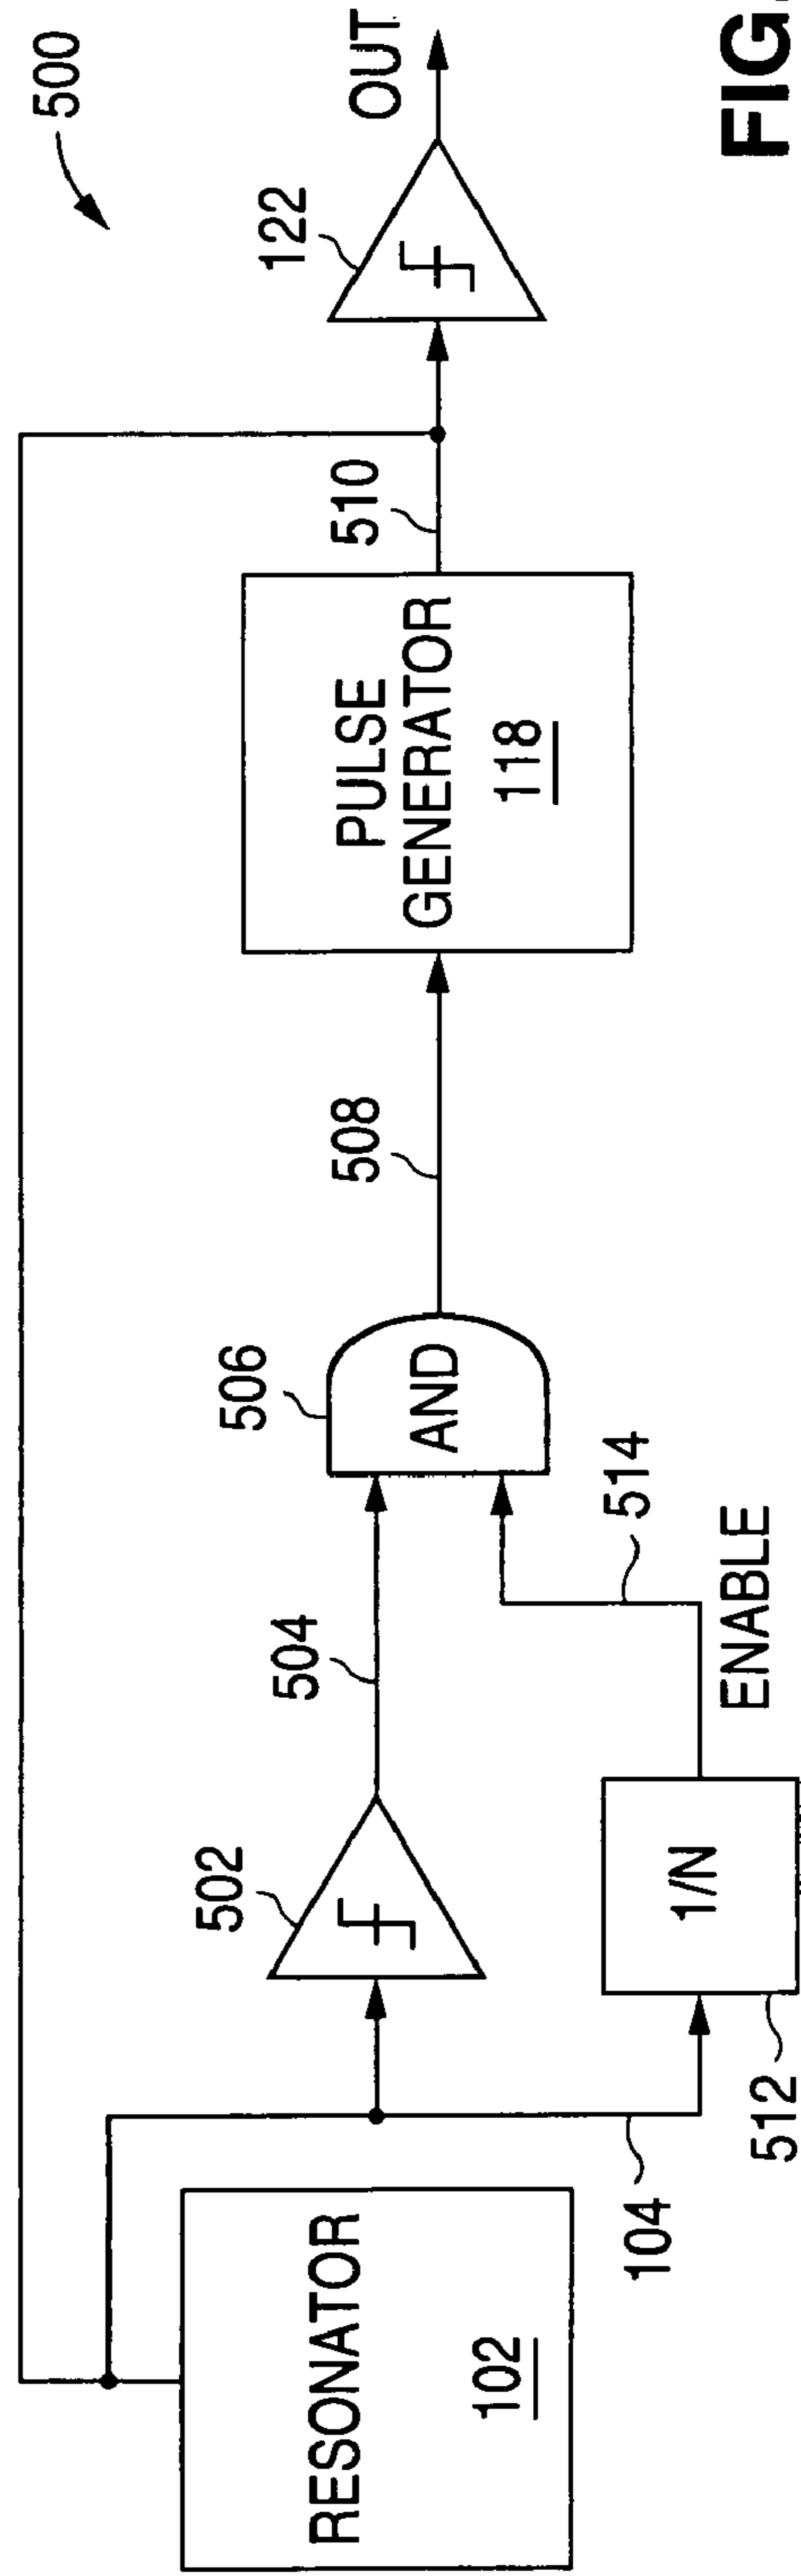 500
OUT
122
510
PULSE
GENERATOR
118
508
506
AND
514
504
ENABLE
502
1/N
512
104
RESONATOR
102
FIG.